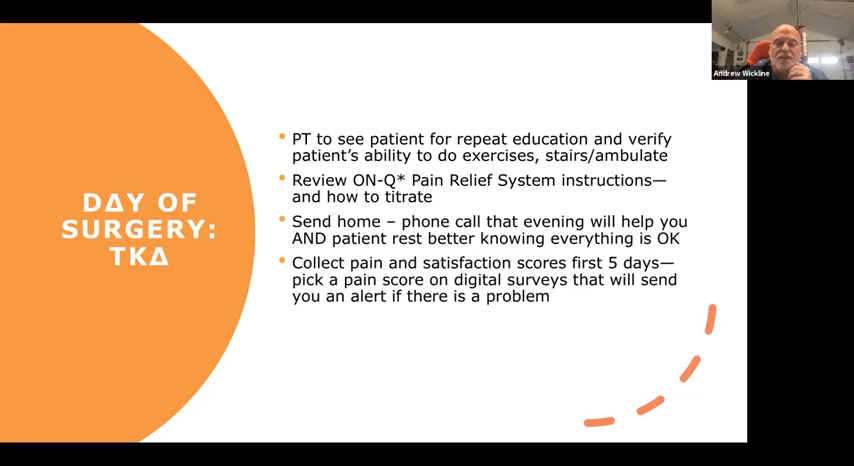 DΔY OF
SURGERY:
TKΔ
• PT to see patient for repeat education and verify
patient’s ability to do exercises, stairs/ambulate
• Review ON-Q* Pain Relief System instructions—
and how to titrate
• Send home – phone call that evening will help you
AND patient rest better knowing everything is OK
• Collect pain and satisfaction scores first 5 days—
pick a pain score on digital surveys that will send
you an alert if there is a problem
Andrew Wickline